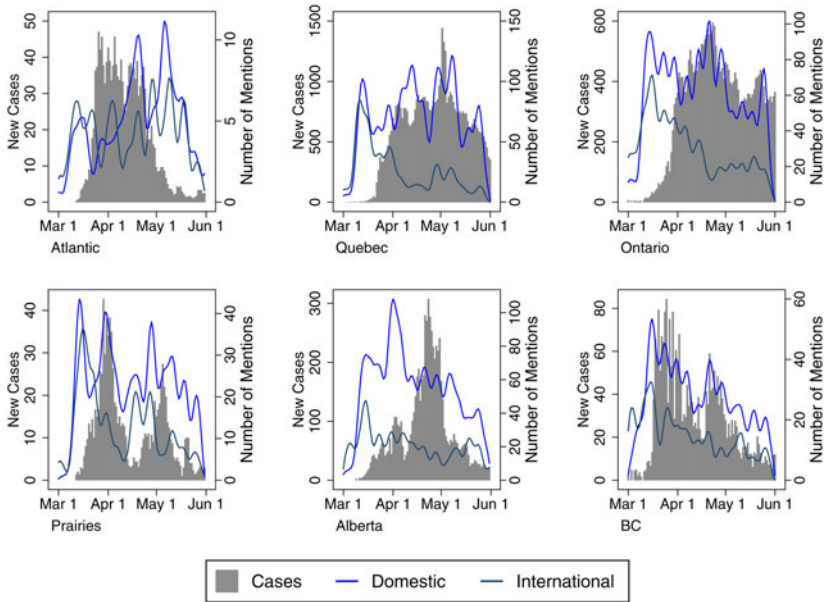 New Cases
50
40
30
20
10
0
10
5
0
Number of Mentions
Mar 1 Apr 1 May 1 Jun 1
Atlantic
New Cases
1500
1000
500
0
150
100
50
0
Number of Mentions
Mar 1 Apr 1 May 1 Jun 1
Quebec
New Cases
600
400
200
0
100
80
60
40
20
0
Number of Mentions
Mar 1 Apr 1 May 1 Jun 1
Ontario
New Cases
40
30
20
10
0
40
30
20
10
0
Number of Mentions
Mar 1 Apr 1 May 1 Jun 1
Prairies
New Cases
300
200
100
0
100
80
60
40
20
0
Number of Mentions
Mar 1 Apr 1 May 1 Jun 1
Alberta
New Cases
80
60
40
20
0
60
40
20
0
Number of Mentions
Mar 1 Apr 1 May 1 Jun 1
BC
Cases Domestic International